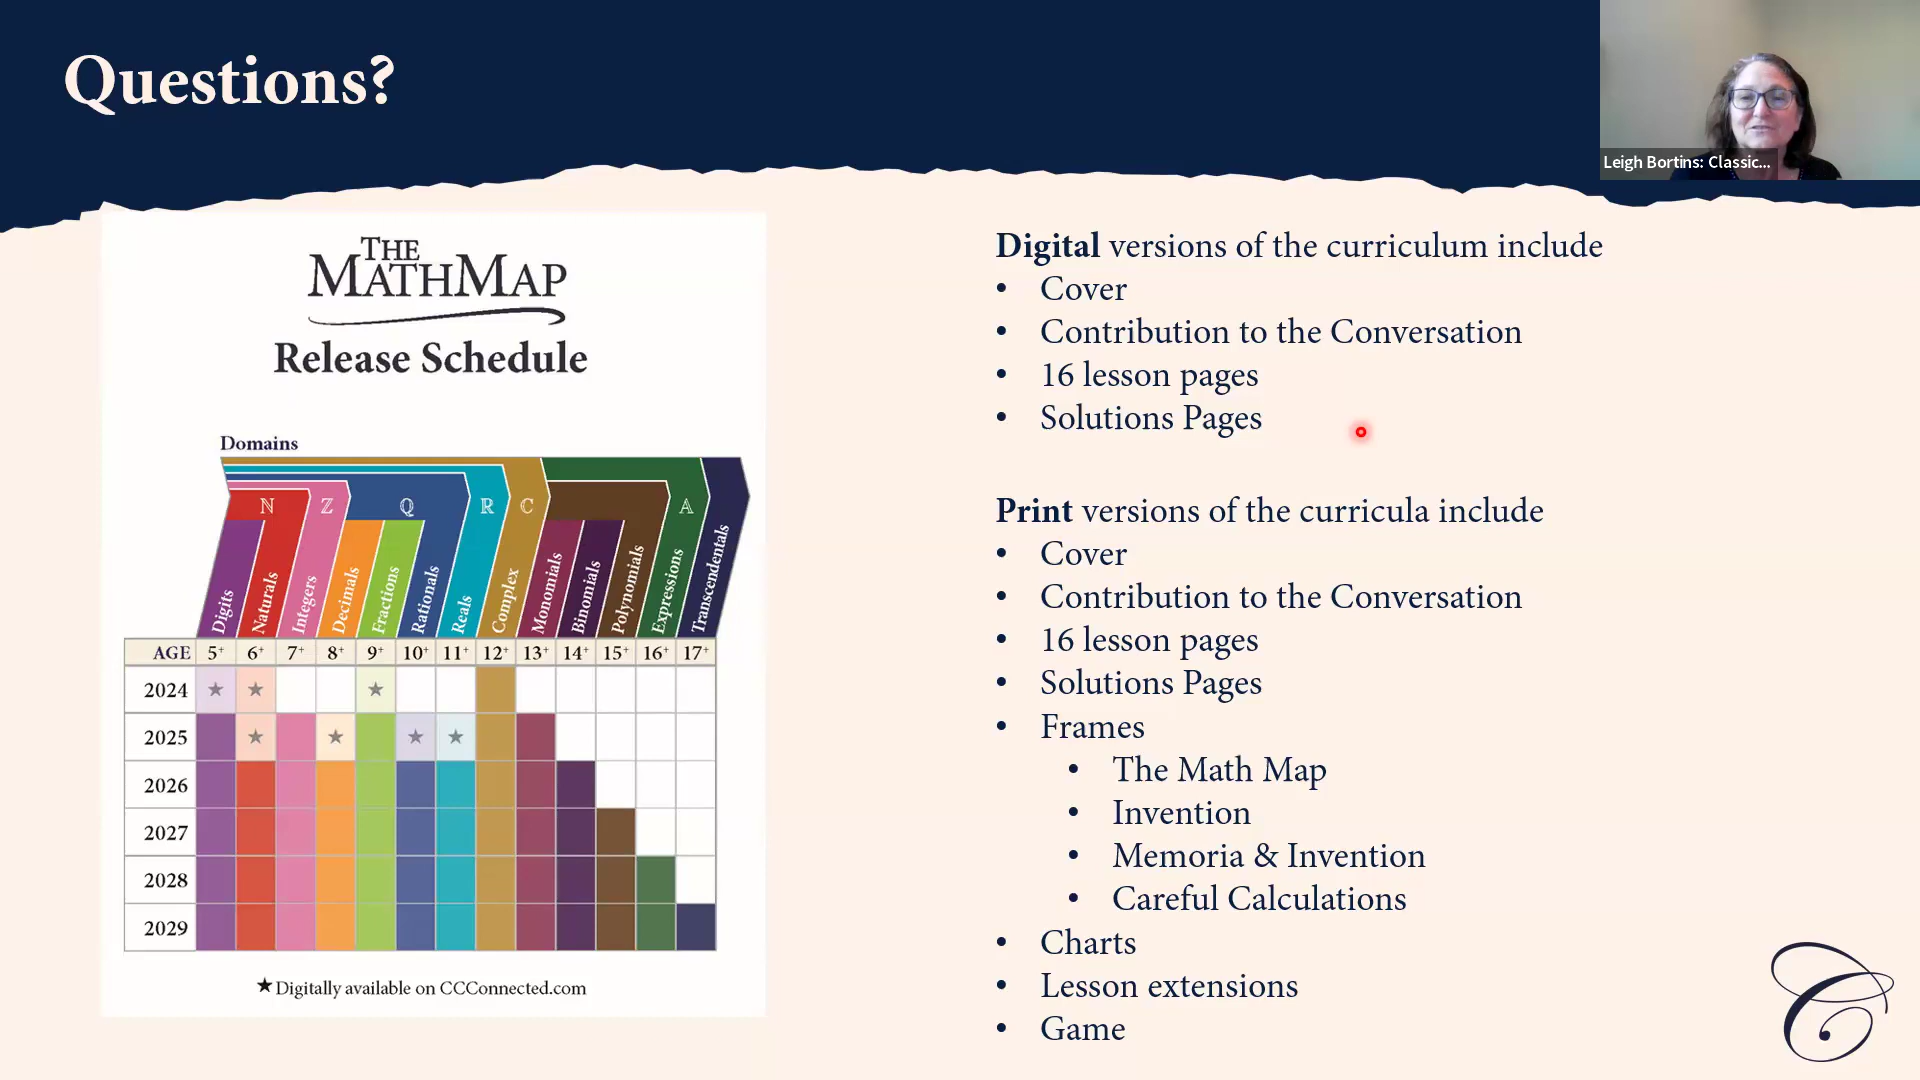 Questions?
Leigh Bortins: Classic...
THE
MATHMAP
Release Schedule
Domains
ℕ ℤ ℚ ℝ ℂ 𝔸
Digits Naturals Integers Decimals Fractions Rationals Reals Complex Monomials Binomials Polynomials Expressions Transcendentals
AGE 5+ 6+ 7+ 8+ 9+ 10+ 11+ 12+ 13+ 14+ 15+ 16+ 17+
2024 ★ ★ ★
2025 ★ ★ ★ ★
2026
2027
2028
2029
★Digitally available on CCConnected.com
Digital versions of the curriculum include
• Cover
• Contribution to the Conversation
• 16 lesson pages
• Solutions Pages
Print versions of the curricula include
• Cover
• Contribution to the Conversation
• 16 lesson pages
• Solutions Pages
• Frames
• The Math Map
• Invention
• Memoria & Invention
• Careful Calculations
• Charts
• Lesson extensions
• Game
C